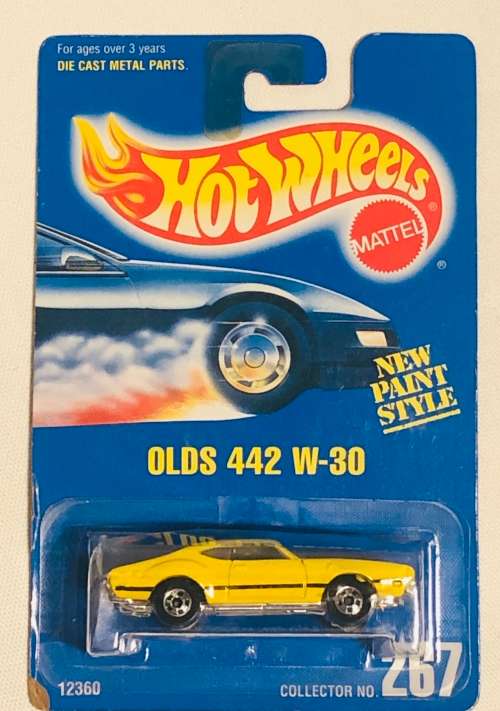 For ages over 3 years
DIE CAST METAL PARTS.
HOT WHEELS
MATTEL
®
®
NEW
PAINT
STYLE
OLDS 442 W-30
12360
COLLECTOR NO. 267